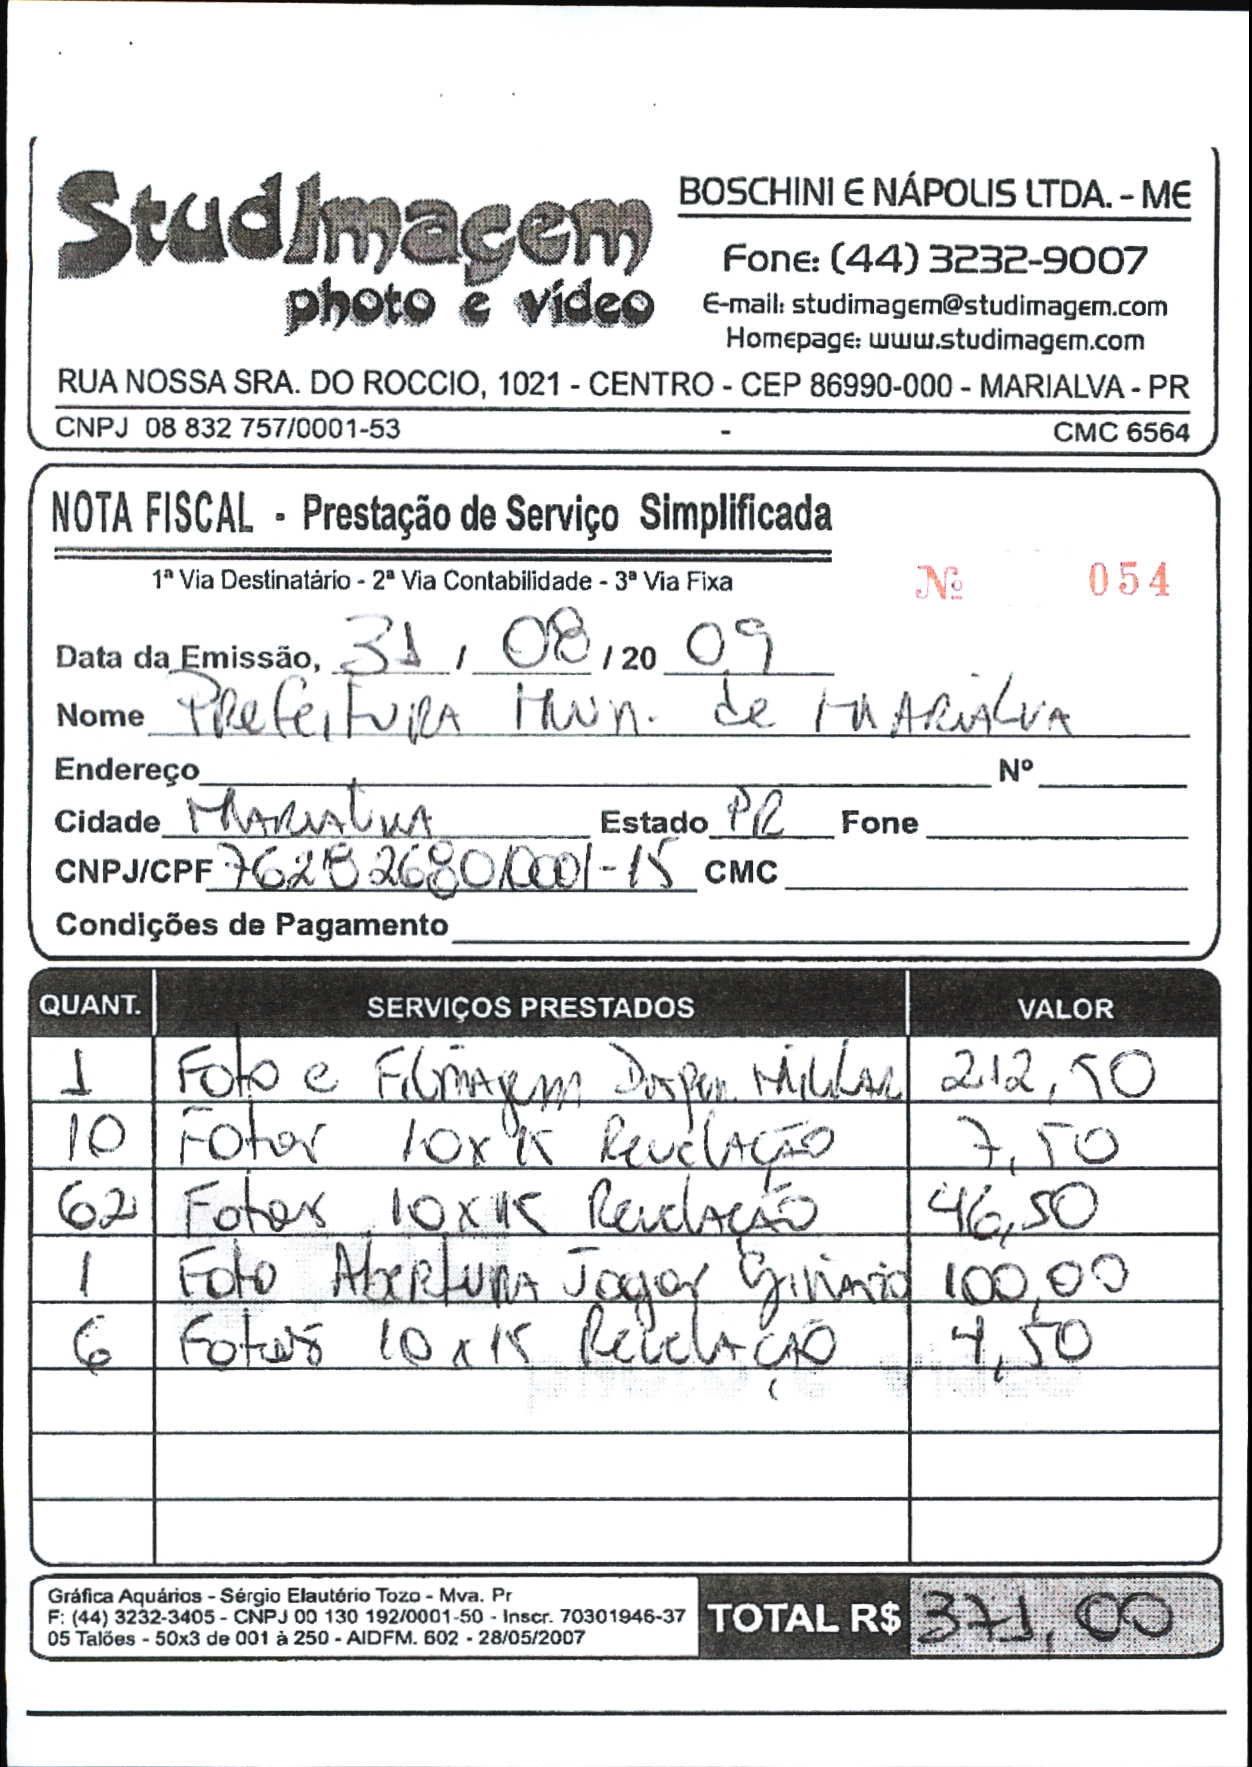 StudImagem
photo e vídeo
BOSCHINI E NÁPOLIS LTDA. - ME
Fone: (44) 3232-9007
E-mail: studimagem@studimagem.com
Homepage: www.studimagem.com
RUA NOSSA SRA. DO ROCCIO, 1021 - CENTRO - CEP 86990-000 - MARIALVA - PR
CNPJ 08 832 757/0001-53 - CMC 6564
NOTA FISCAL - Prestação de Serviço Simplificada
1ª Via Destinatário - 2ª Via Contabilidade - 3ª Via Fixa
Nº 054
Data da Emissão, 31 / 08 / 20 09
Nome Prefeitura Mun. de Marialva
Endereço Nº
Cidade Marialva Estado PR Fone
CNPJ/CPF 76282680/0001-15 CMC
Condições de Pagamento
QUANT. SERVIÇOS PRESTADOS VALOR
1 Foto e Filmagem Dispen. Militar 212,50
10 Fotos 10x15 Revelação 7,50
62 Fotos 10x15 Revelação 46,50
1 Foto Abertura Jogos Ginasio 100,00
6 Fotos 10x15 Revelação 4,50
Gráfica Aquários - Sérgio Elautério Tozo - Mva. Pr
F: (44) 3232-3405 - CNPJ 00 130 192/0001-50 - Inscr. 70301946-37
05 Talões - 50x3 de 001 à 250 - AIDFM. 602 - 28/05/2007
TOTAL R$ 371,00